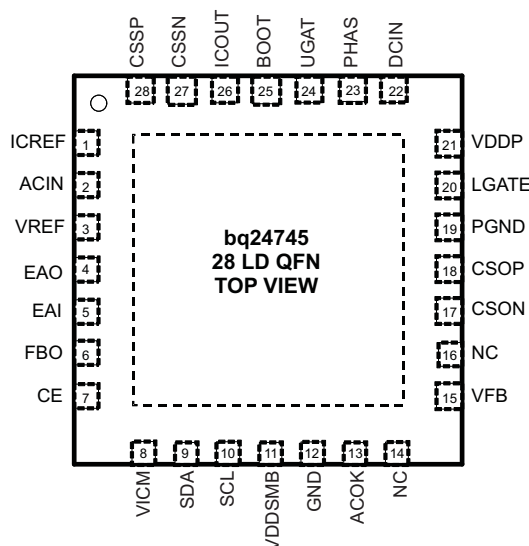 CSSP
CSSN
ICOUT
BOOT
UGAT
PHAS
DCIN
28
27
26
25
24
23
22
ICREF 1
ACIN 2
VREF 3
EAO 4
EAI 5
FBO 6
CE 7
bq24745
28 LD QFN
TOP VIEW
21 VDDP
20 LGATE
19 PGND
18 CSOP
17 CSON
16 NC
15 VFB
8
9
10
11
12
13
14
VICM
SDA
SCL
VDDSMB
GND
ACOK
NC